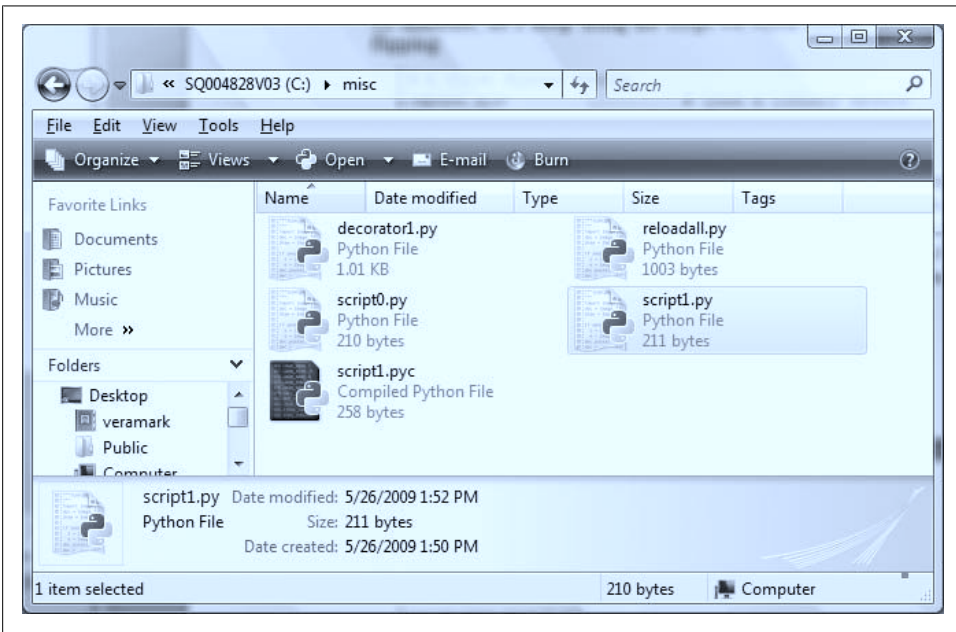 flipping
« SQ004828V03 (C:) ▸ misc
Search
File Edit View Tools Help
Organize Views Open E-mail Burn
Favorite Links
Documents
Pictures
Music
More »
Folders
Desktop
veramark
Public
Computer
Name Date modified Type Size Tags
decorator1.py
Python File
1.01 KB
reloadall.py
Python File
1003 bytes
script0.py
Python File
210 bytes
script1.py
Python File
211 bytes
script1.pyc
Compiled Python File
258 bytes
script1.py Date modified: 5/26/2009 1:52 PM
Python File Size: 211 bytes
Date created: 5/26/2009 1:50 PM
1 item selected 210 bytes Computer